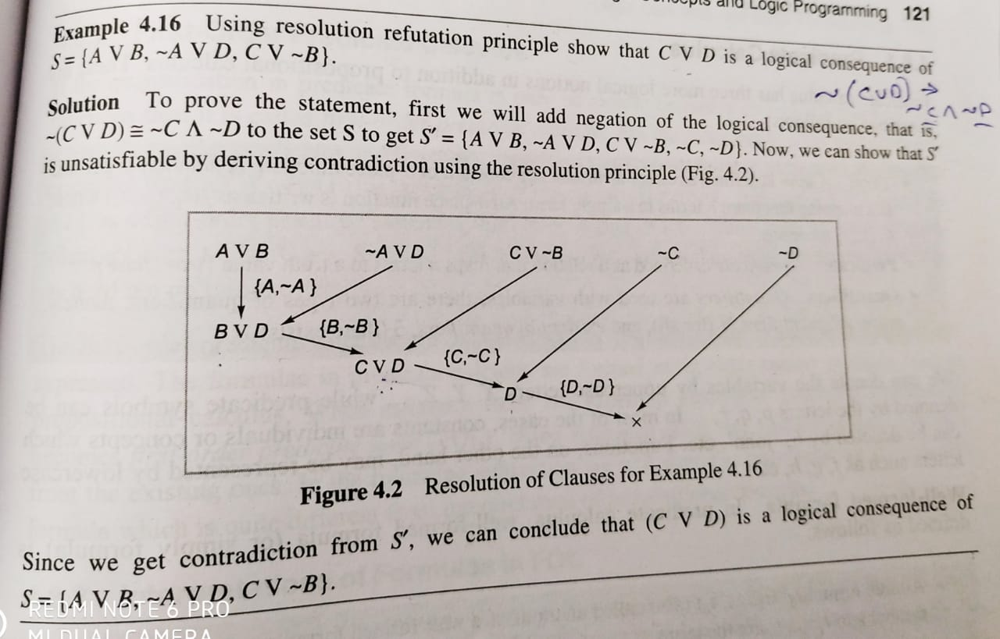 and Logic Programming 121
Example 4.16 Using resolution refutation principle show that C V D is a logical consequence of
S = {A V B, ~A V D, C V ~B}.
~(CVD) →
~C Λ ~D
Solution To prove the statement, first we will add negation of the logical consequence, that is,
~(C V D) ≅ ~C Λ ~D to the set S to get S′ = {A V B, ~A V D, C V ~B, ~C, ~D}. Now, we can show that S′
is unsatisfiable by deriving contradiction using the resolution principle (Fig. 4.2).
A V B ~A V D C V ~B ~C ~D
{A,~A}
B V D {B,~B}
C V D {C,~C}
D {D,~D}
×
Figure 4.2 Resolution of Clauses for Example 4.16
Since we get contradiction from S′, we can conclude that (C V D) is a logical consequence of
S = {A V B, ~A V D, C V ~B}.
REDMI NOTE 6 PRO
MI DUAL CAMERA